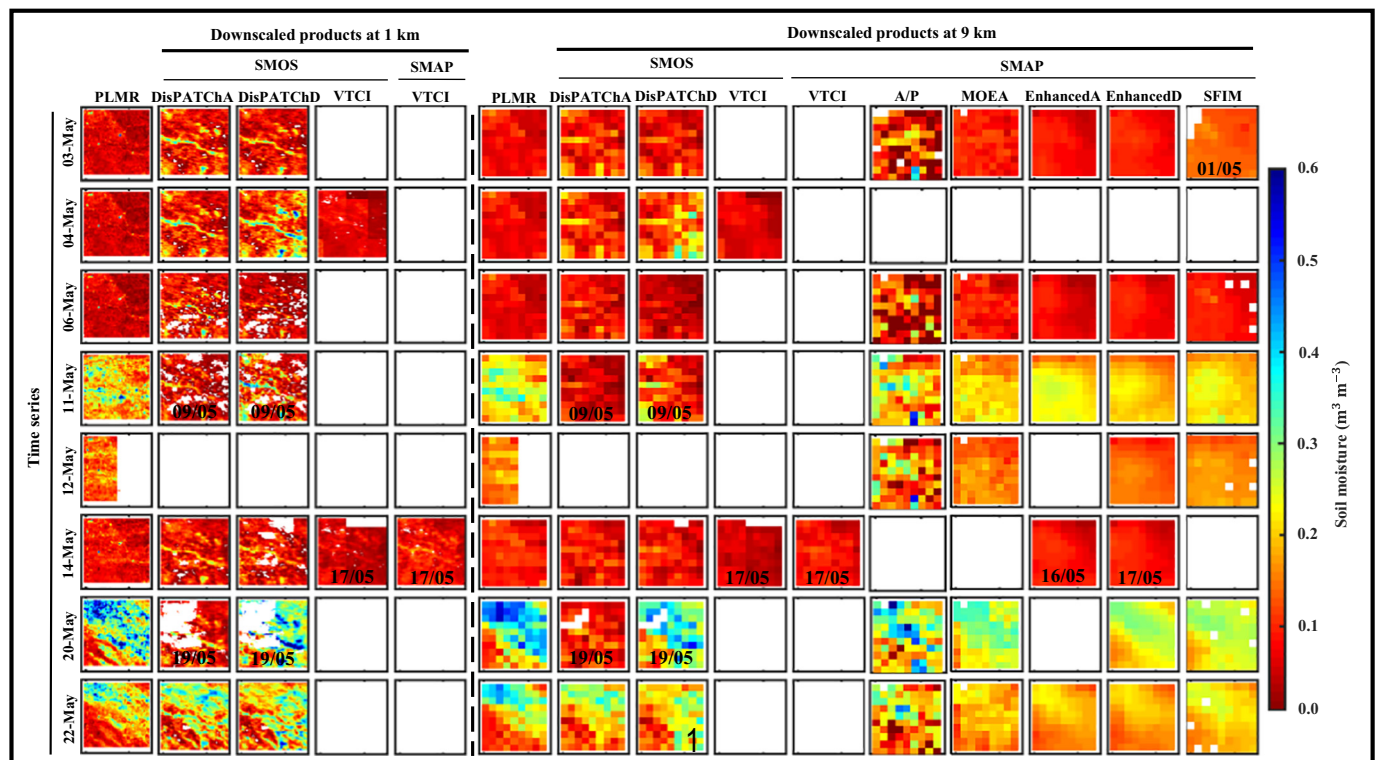 Downscaled products at 1 km
Downscaled products at 9 km
SMOS
SMAP
SMOS
SMAP
PLMR DisPATChA DisPATChD VTCI VTCI PLMR DisPATChA DisPATChD VTCI VTCI A/P MOEA EnhancedA EnhancedD SFIM
Time series
03-May
01/05
04-May
06-May
11-May
09/05 09/05 09/05 09/05
12-May
14-May
17/05 17/05 17/05 17/05 16/05 17/05
20-May
19/05 19/05 19/05 19/05
22-May
1
0.6
0.5
0.4
0.3
0.2
0.1
0.0
Soil moisture (m³ m⁻³)